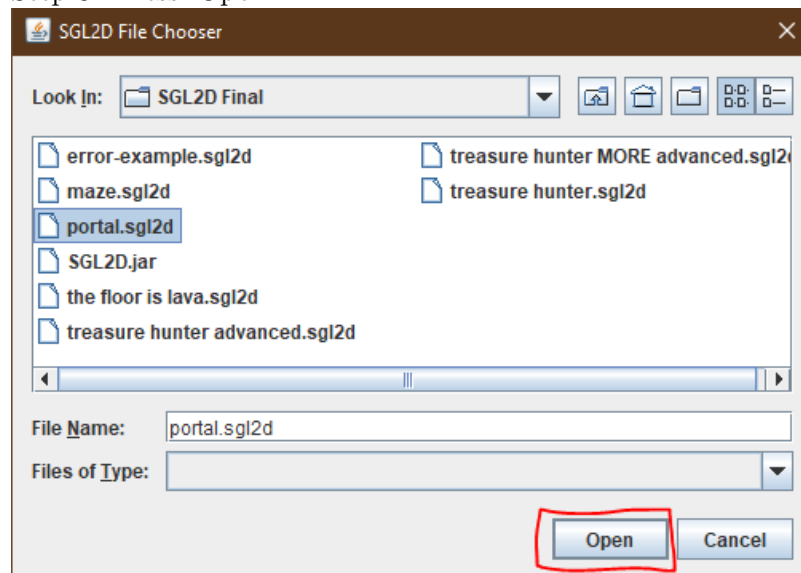 SGL2D File Chooser
Look In: SGL2D Final
error-example.sgl2d
maze.sgl2d
portal.sgl2d
SGL2D.jar
the floor is lava.sgl2d
treasure hunter advanced.sgl2d
treasure hunter MORE advanced.sgl2
treasure hunter.sgl2d
File Name: portal.sgl2d
Files of Type:
Open Cancel